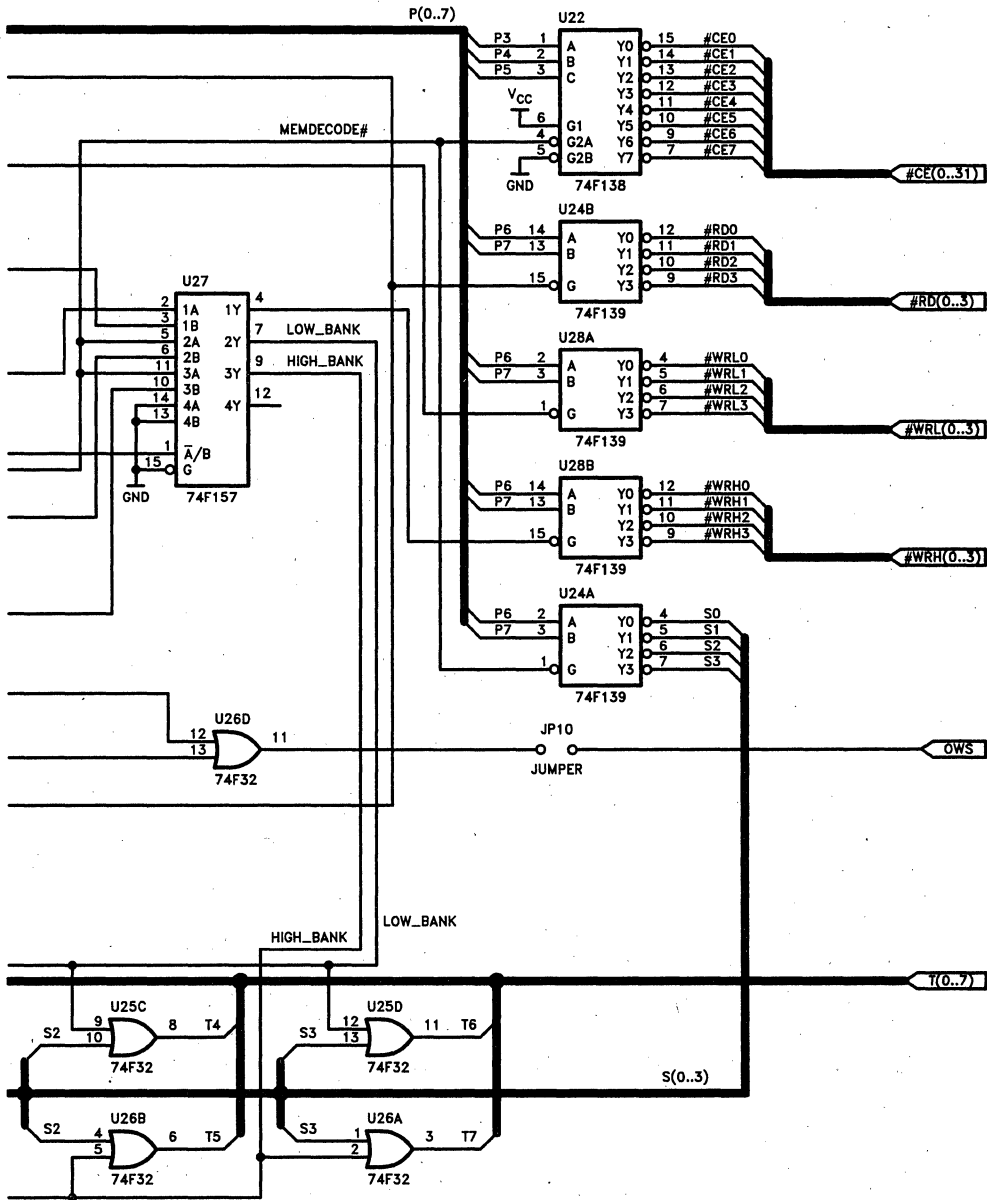 P(0..7)
U22
P3 1 A Y0 15 #CE0
P4 2 B Y1 14 #CE1
P5 3 C Y2 13 #CE2
Y3 12 #CE3
VCC
Y4 11 #CE4
6 G1 Y5 10 #CE5
MEMDECODE#
4 G2A Y6 9 #CE6
5 G2B Y7 7 #CE7
GND
74F138
#CE(0..31)
U24B
P6 14 A Y0 12 #RD0
P7 13 B Y1 11 #RD1
Y2 10 #RD2
15 G Y3 9 #RD3
74F139
#RD(0..3)
U27
2 1A 1Y 4
3 1B
5 2A 2Y 7 LOW_BANK
6 2B
11 3A 3Y 9 HIGH_BANK
10 3B
14 4A 4Y 12
13 4B
1 A/B
15 G
GND
74F157
U28A
P6 2 A Y0 4 #WRL0
P7 3 B Y1 5 #WRL1
Y2 6 #WRL2
1 G Y3 7 #WRL3
74F139
#WRL(0..3)
U28B
P6 14 A Y0 12 #WRH0
P7 13 B Y1 11 #WRH1
Y2 10 #WRH2
15 G Y3 9 #WRH3
74F139
#WRH(0..3)
U24A
P6 2 A Y0 4 S0
P7 3 B Y1 5 S1
Y2 6 S2
1 G Y3 7 S3
74F139
U26D
12
13
11
74F32
JP10
JUMPER
OWS
HIGH_BANK
LOW_BANK
T(0..7)
U25C
9
S2 10
8 T4
74F32
U25D
12
S3 13
11 T6
74F32
S(0..3)
U26B
S2 4
5
6 T5
74F32
U26A
S3 1
2
3 T7
74F32